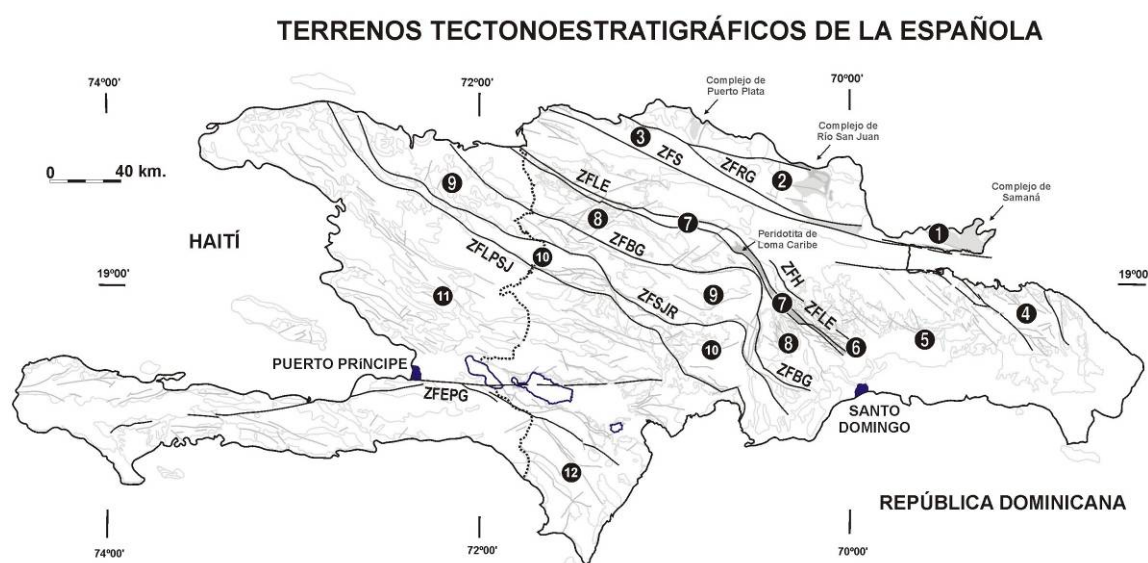 TERRENOS TECTONOESTRATIGRÁFICOS DE LA ESPAÑOLA
74º00'
72º00'
70º00'
Complejo de
Puerto Plata
Complejo de
Río San Juan
Complejo de
Samaná
0 40 km.
HAITÍ
19º00'
19º00'
3
ZFS
ZFRG
2
1
9
ZFLE
8
7
Peridotita de
Loma Caribe
ZFBG
ZFLPSJ
10
ZFH
11
ZFSJR
9
7
ZFLE
4
5
6
8
10
ZFBG
PUERTO PRíNCIPE
ZFEPG
SANTO
DOMINGO
12
REPÚBLICA DOMINICANA
74º00'
72º00'
70º00'